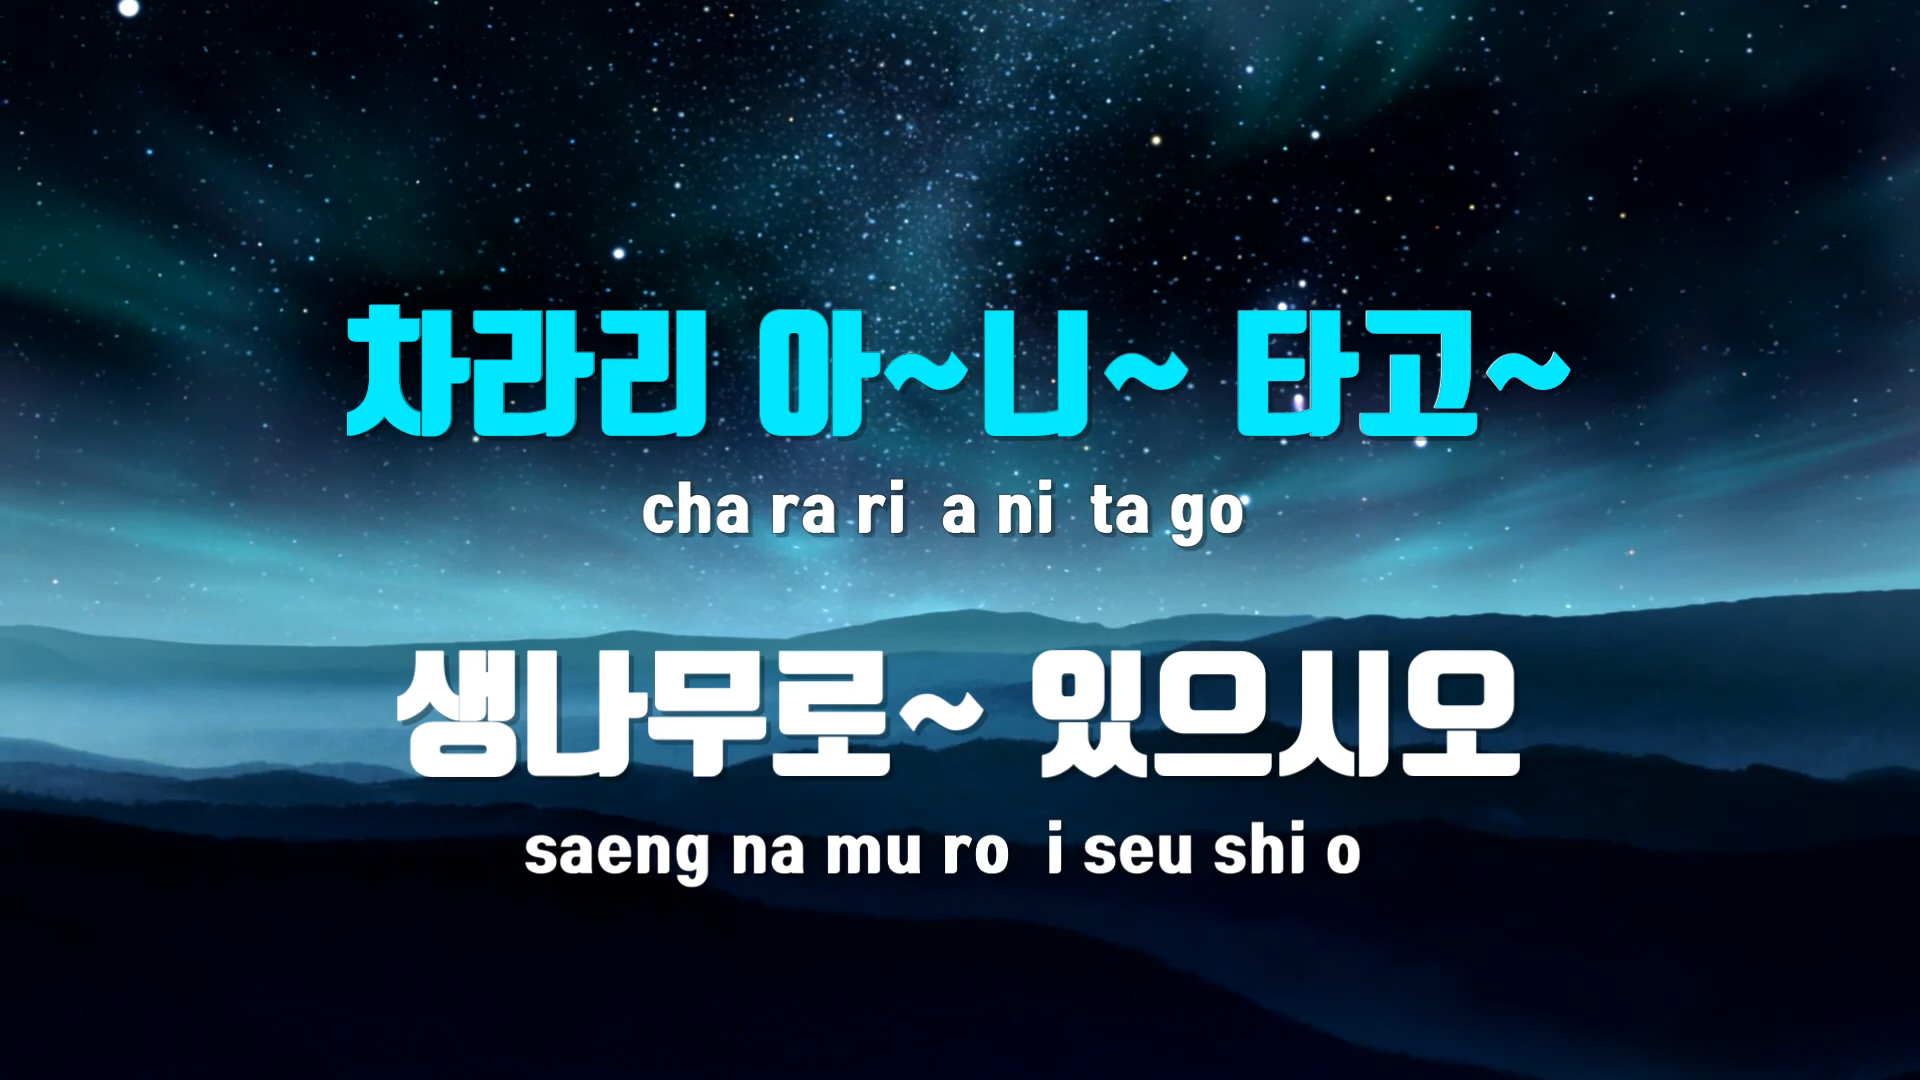 차라리 아~니~ 타고~
cha ra ri a ni ta go
생나무로~ 있으시오
saeng na mu ro i seu shi o